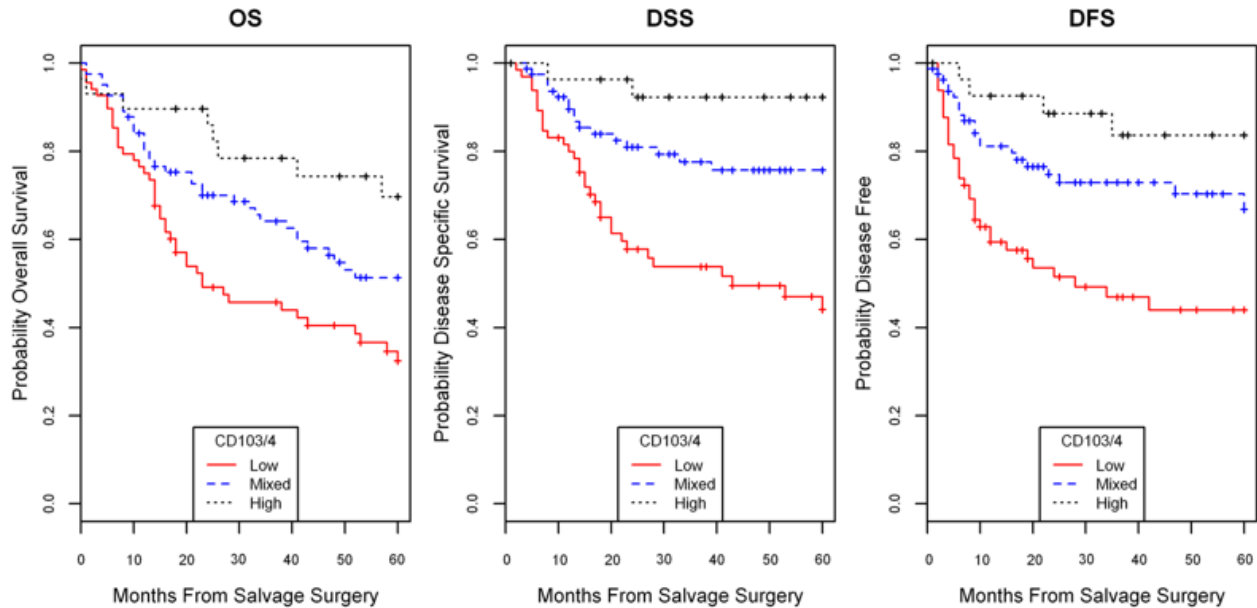 OS
Probability Overall Survival
1.0
0.8
0.6
0.4
0.2
0.0
CD103/4
Low
Mixed
High
0 10 20 30 40 50 60
Months From Salvage Surgery
DSS
Probability Disease Specific Survival
1.0
0.8
0.6
0.4
0.2
0.0
CD103/4
Low
Mixed
High
0 10 20 30 40 50 60
Months From Salvage Surgery
DFS
Probability Disease Free
1.0
0.8
0.6
0.4
0.2
0.0
CD103/4
Low
Mixed
High
0 10 20 30 40 50 60
Months From Salvage Surgery